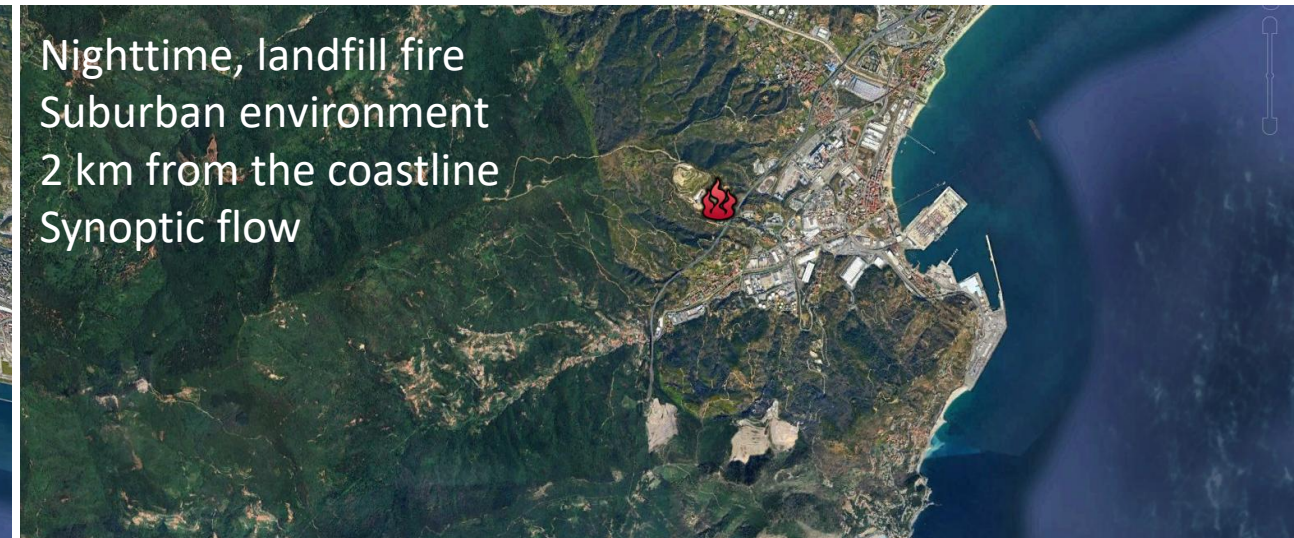 Nighttime, landfill fire
Suburban environment
2 km from the coastline
Synoptic flow